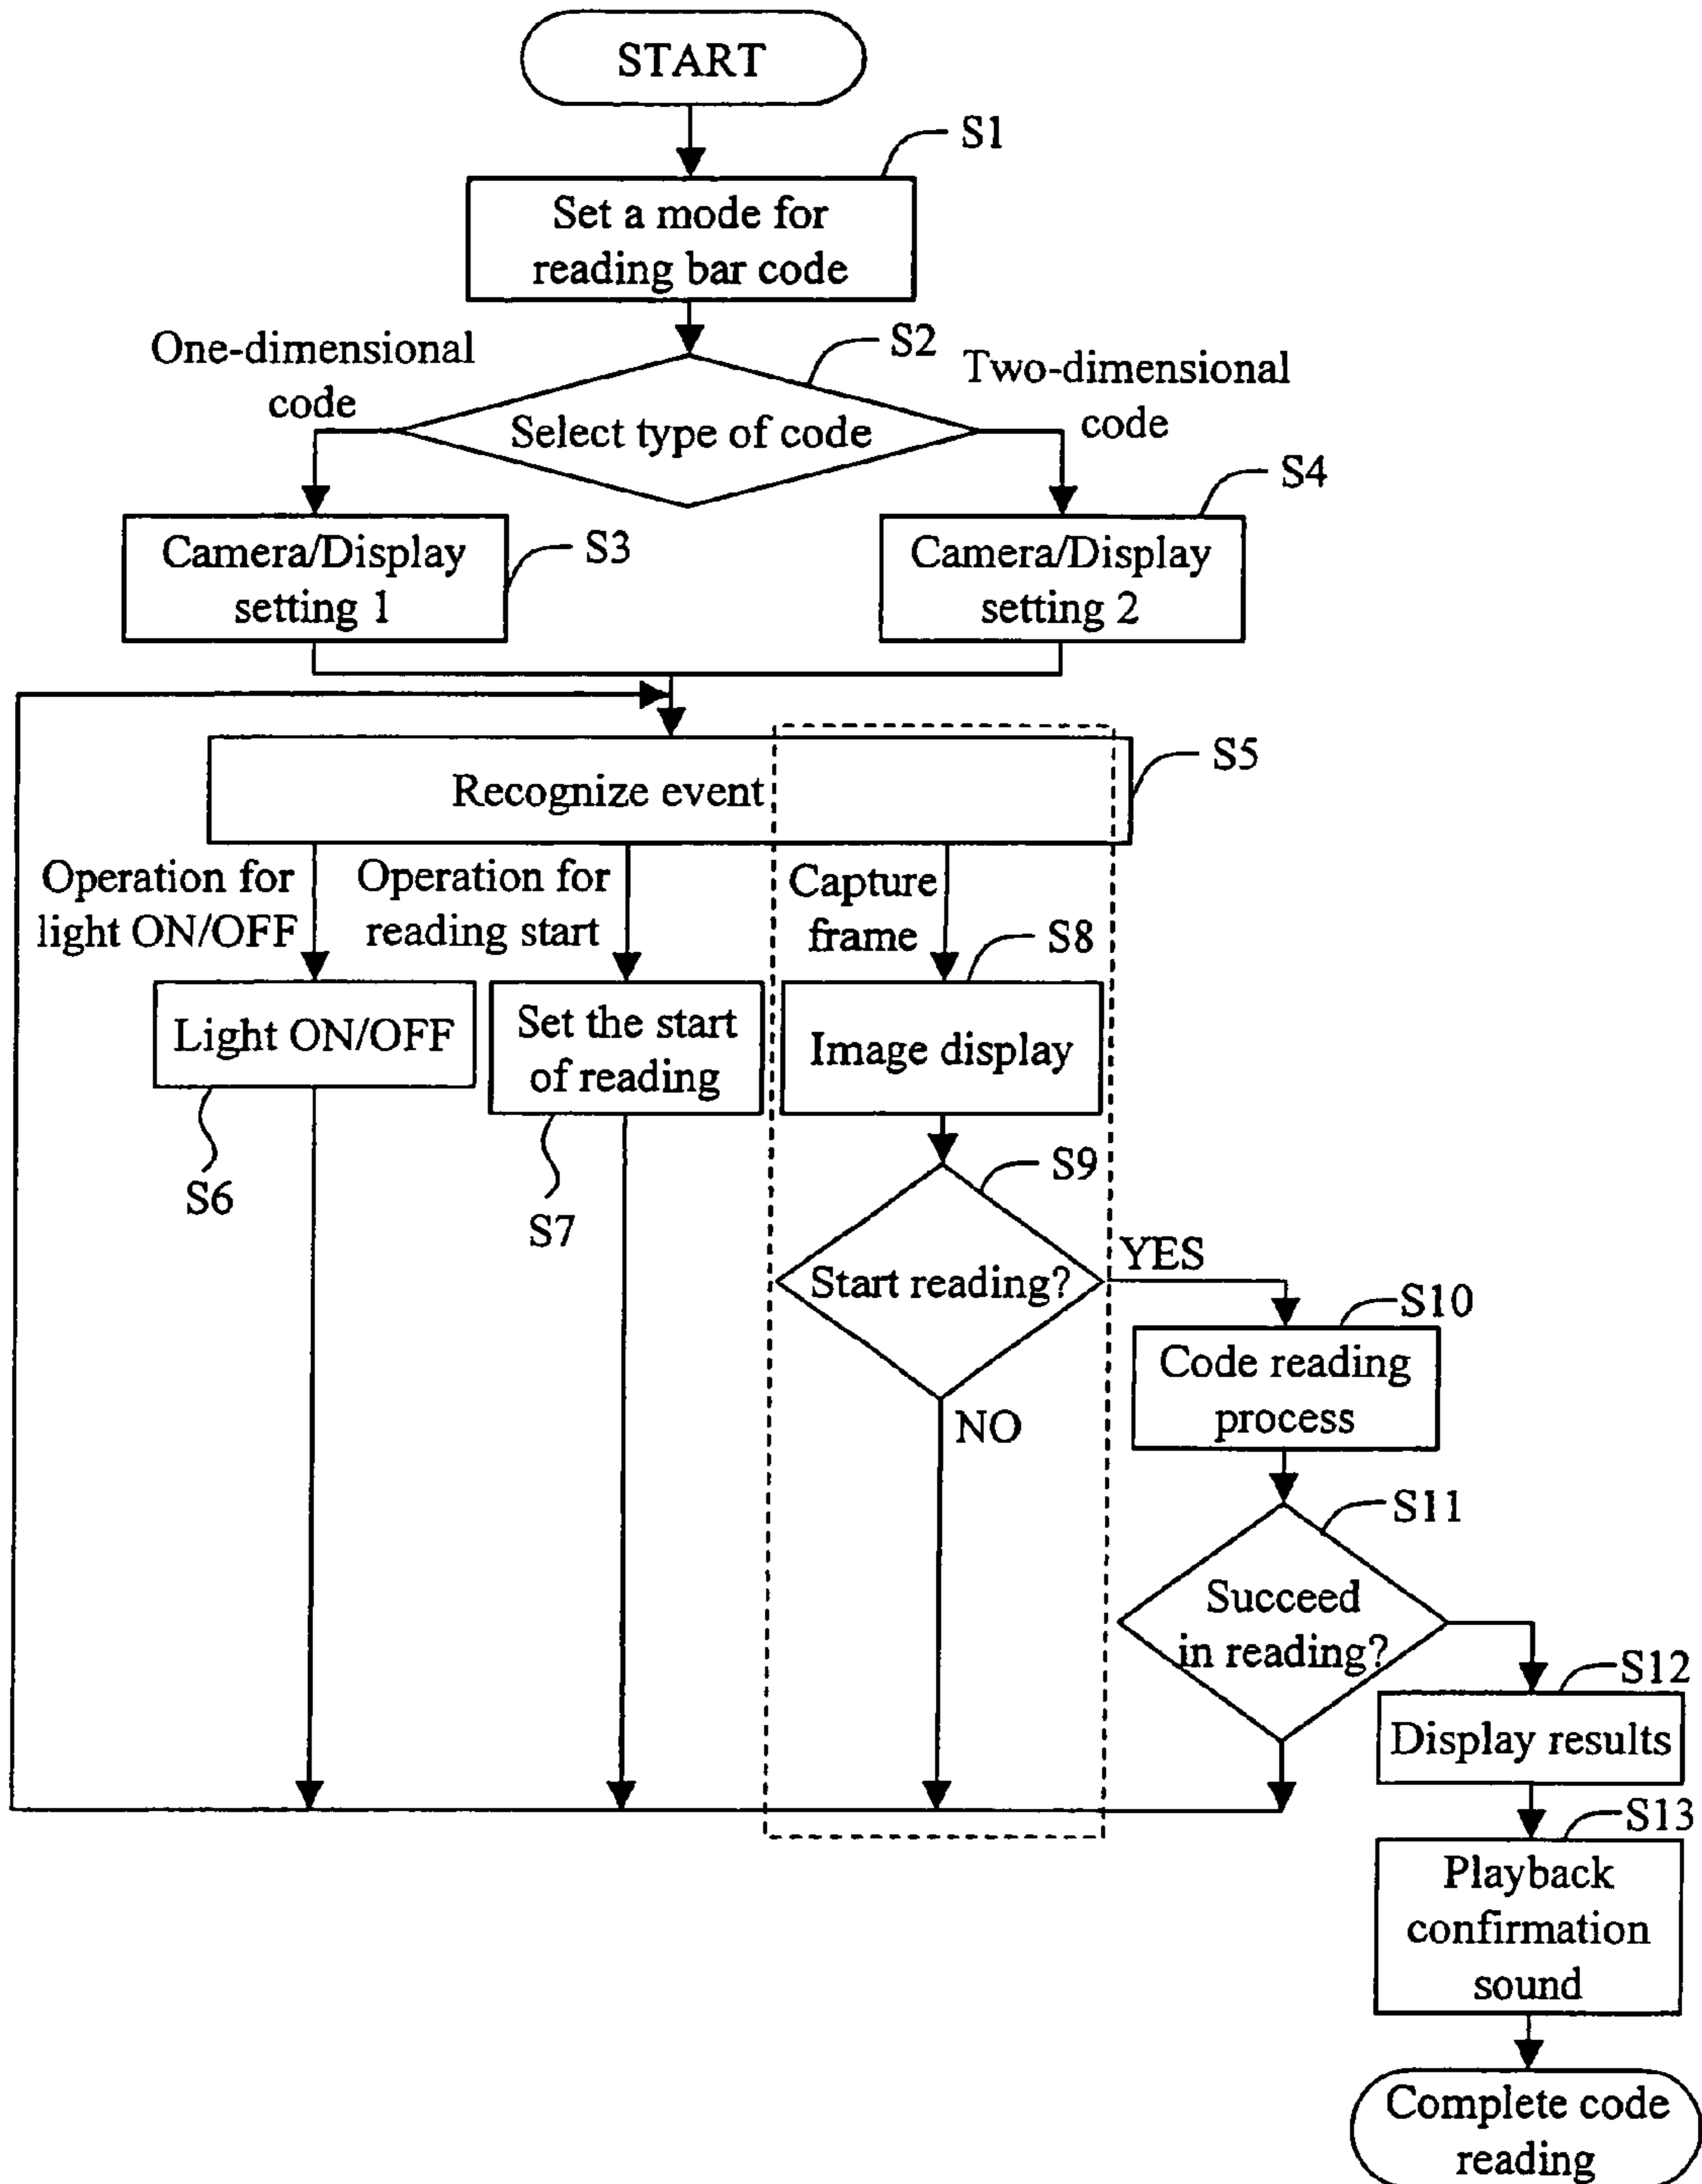 START
S1
Set a mode for
reading bar code
One-dimensional
code
S2
Two-dimensional
code
Select type of code
S4
Camera/Display
setting 1
S3
Camera/Display
setting 2
S5
Recognize event
Operation for
light ON/OFF
Operation for
reading start
Capture
frame
S8
Light ON/OFF
Set the start
of reading
Image display
S6
S7
S9
Start reading?
YES
NO
S10
Code reading
process
S11
Succeed
in reading?
S12
Display results
S13
Playback
confirmation
sound
Complete code
reading